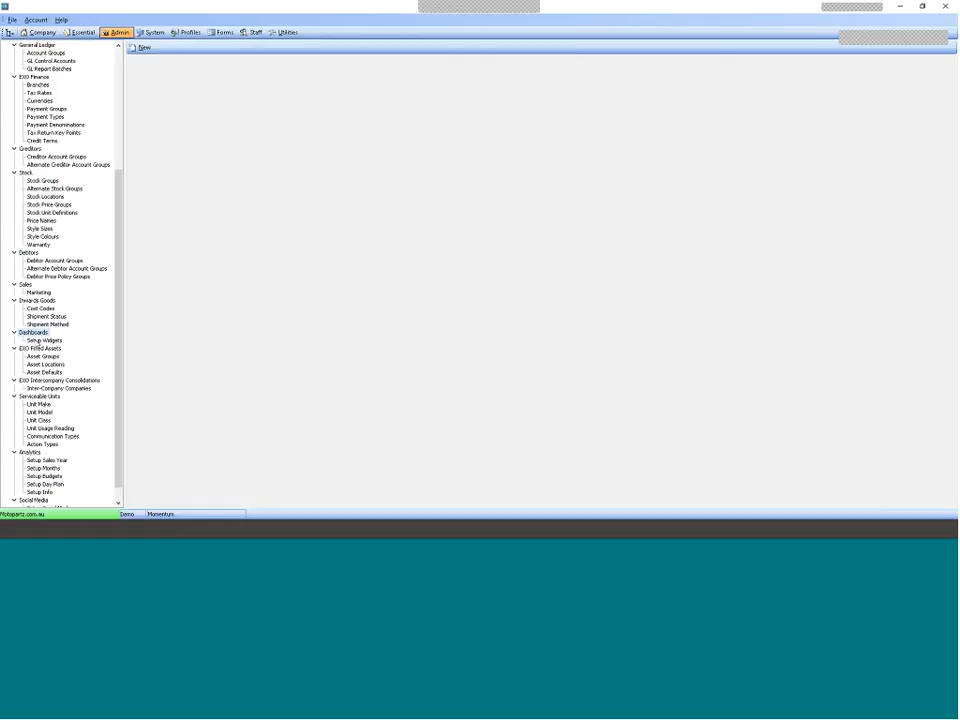 File Account Help
Company Essential Admin System Profiles Forms Staff Utilities
New
General Ledger
Account Groups
GL Control Accounts
GL Report Batches
EXO Finance
Branches
Tax Rates
Currencies
Payment Groups
Payment Types
Payment Denominations
Tax Return Key Points
Credit Terms
Creditors
Creditor Account Groups
Alternate Creditor Account Groups
Stock
Stock Groups
Alternate Stock Groups
Stock Locations
Stock Price Groups
Stock Unit Definitions
Price Names
Style Sizes
Style Colours
Warranty
Debtors
Debtor Account Groups
Alternate Debtor Account Groups
Debtor Price Policy Groups
Sales
Marketing
Inwards Goods
Cost Codes
Shipment Status
Shipment Method
Dashboards
Setup Widgets
EXO Fixed Assets
Asset Groups
Asset Locations
Asset Defaults
EXO Intercompany Consolidations
Inter-Company Companies
Serviceable Units
Unit Make
Unit Model
Unit Class
Unit Usage Reading
Communication Types
Action Types
Analytics
Setup Sales Year
Setup Months
Setup Budgets
Setup Day Plan
Setup Info
Social Media
Motopartz.com.au Demo Momentum.